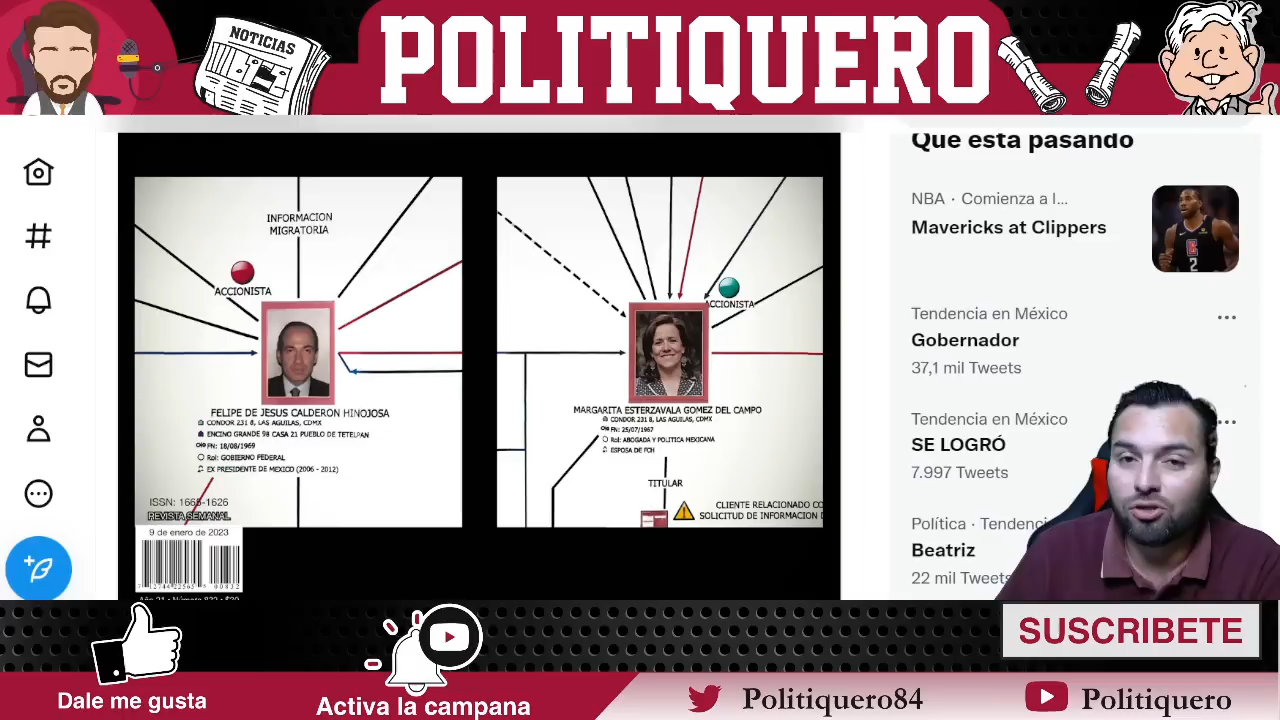 NOTICIAS
POLITIQUERO
Que esta pasando
NBA · Comienza a l...
Mavericks at Clippers
Tendencia en México
Gobernador
37,1 mil Tweets
Tendencia en México
SE LOGRÓ
7.997 Tweets
Política · Tendenci
Beatriz
22 mil Tweets
INFORMACION
MIGRATORIA
ACCIONISTA
FELIPE DE JESUS CALDERON HINOJOSA
CONDOR 231 8, LAS AGUILAS, CDMX
ENCINO GRANDE 98 CASA 21 PUEBLO DE TETELPAN
FN: 18/08/1969
Rol: GOBIERNO FEDERAL
EX PRESIDENTE DE MEXICO (2006 - 2012)
ISSN: 1665-1626
REVISTA SEMANAL
9 de enero de 2023
ACCIONISTA
MARGARITA ESTERZAVALA GOMEZ DEL CAMPO
CONDOR 231 8, LAS AGUILAS, CDMX
FN: 25/07/1967
Rol: ABOGADA Y POLITICA MEXICANA
ESPOSA DE FCH
TITULAR
CLIENTE RELACIONADO CO
SOLICITUD DE INFORMACION D
SUSCRIBETE
Dale me gusta
Activa la campana
Politiquero84
Politiquero